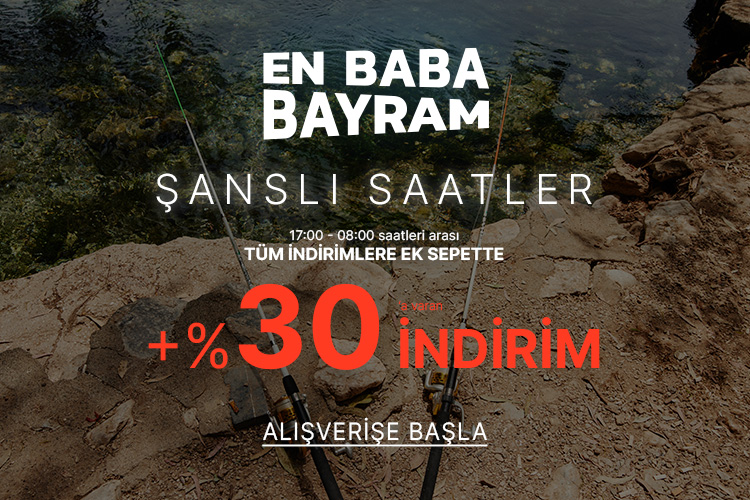 EN BABA
BAYRAM
ŞANSLI SAATLER
17:00 - 08:00 saatleri arası
TÜM İNDİRİMLERE EK SEPETTE
+%30
a varan
İNDİRİM
ALIŞVERİŞE BAŞLA